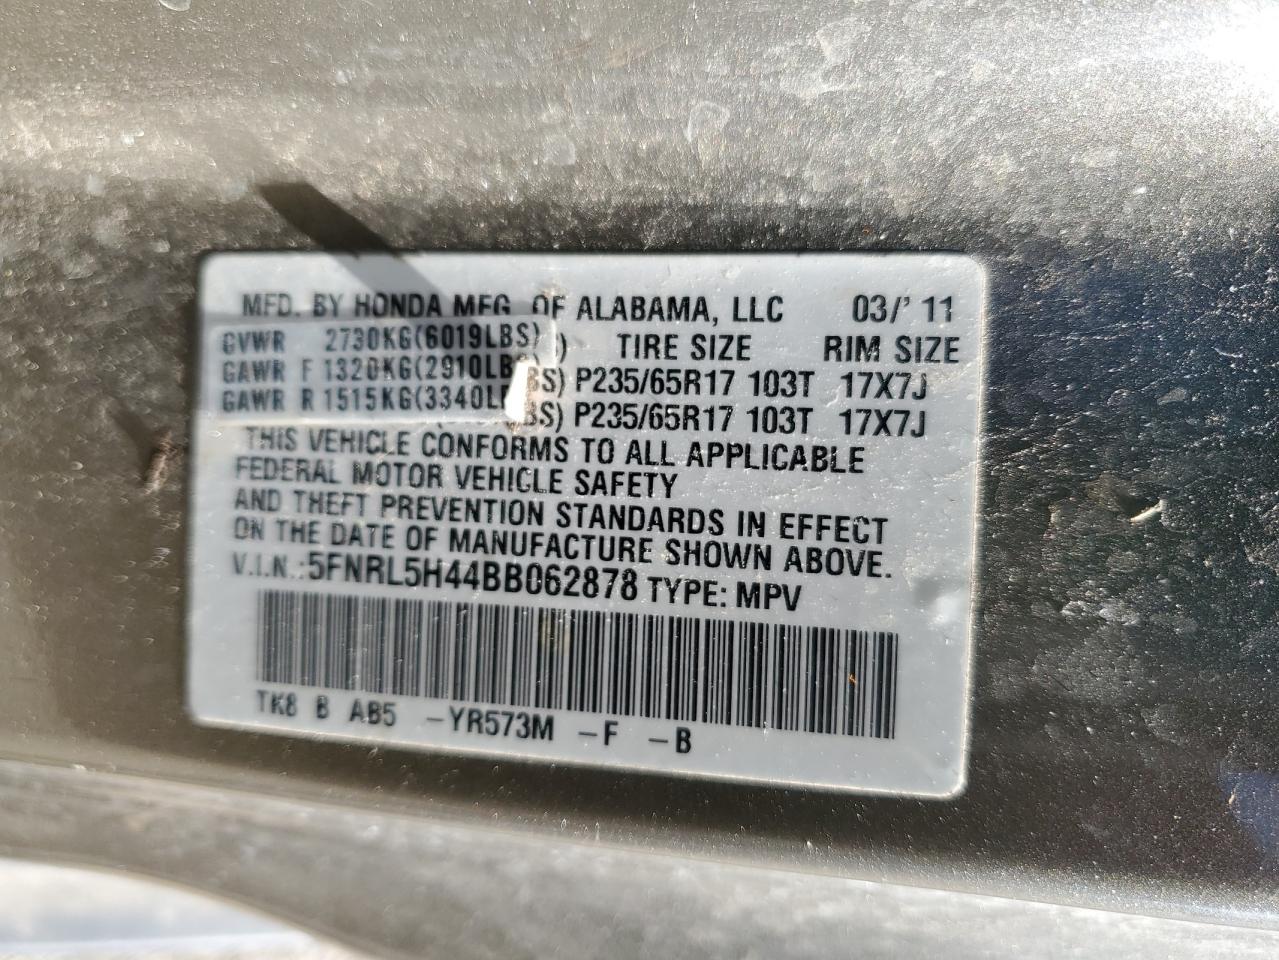 MFD. BY HONDA MFG. OF ALABAMA, LLC 03/'11
GVWR 2730KG(6019LBS) ) TIRE SIZE RIM SIZE
GAWR F 1320KG(2910LBS) BS) P235/65R17 103T 17X7J
GAWR R 1515KG(3340L BS) P235/65R17 103T 17X7J
THIS VEHICLE CONFORMS TO ALL APPLICABLE
FEDERAL MOTOR VEHICLE SAFETY
AND THEFT PREVENTION STANDARDS IN EFFECT
ON THE DATE OF MANUFACTURE SHOWN ABOVE.
V.I.N.:5FNRL5H44BB062878 TYPE: MPV
TK8 B AB5 -YR573M -F -B